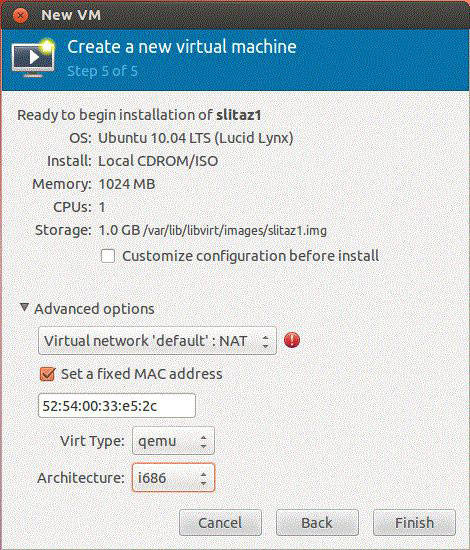 New VM
Create a new virtual machine
Step 5 of 5
Ready to begin installation of slitaz1
OS: Ubuntu 10.04 LTS (Lucid Lynx)
Install: Local CDROM/ISO
Memory: 1024 MB
CPUs: 1
Storage: 1.0 GB /var/lib/libvirt/images/slitaz1.img
Customize configuration before install
Advanced options
Virtual network 'default' : NAT
Set a fixed MAC address
52:54:00:33:e5:2c
Virt Type: qemu
Architecture: i686
Cancel Back Finish